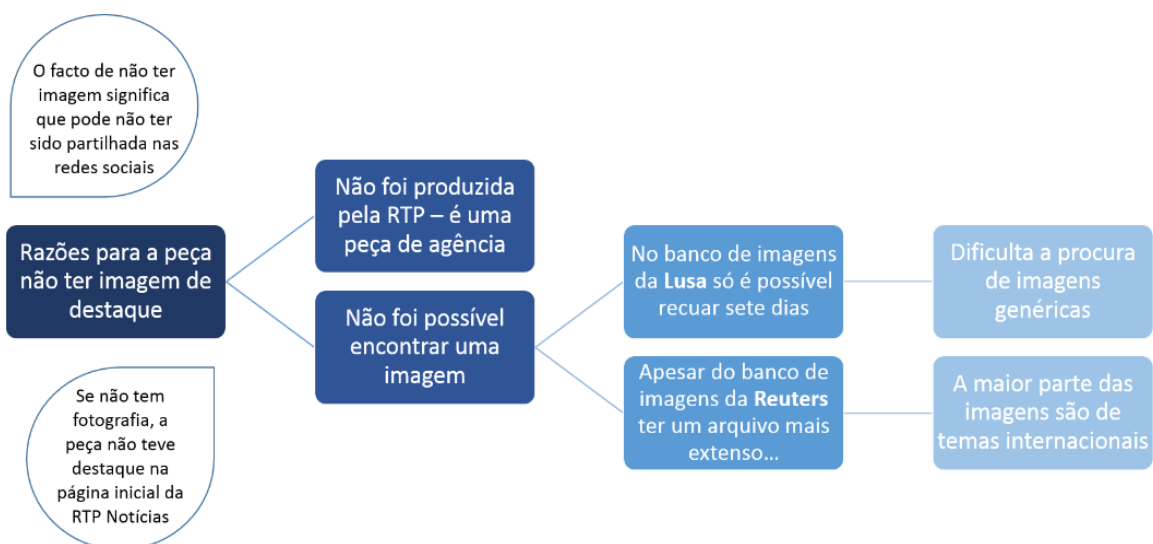 O facto de não ter
imagem significa
que pode não ter
sido partilhada nas
redes sociais
Razões para a peça
não ter imagem de
destaque
Se não tem
fotografia, a
peça não teve
destaque na
página inicial da
RTP Notícias
Não foi produzida
pela RTP – é uma
peça de agência
Não foi possível
encontrar uma
imagem
No banco de imagens
da Lusa só é possível
recuar sete dias
Apesar do banco de
imagens da Reuters
ter um arquivo mais
extenso...
Dificulta a procura
de imagens
genéricas
A maior parte das
imagens são de
temas internacionais